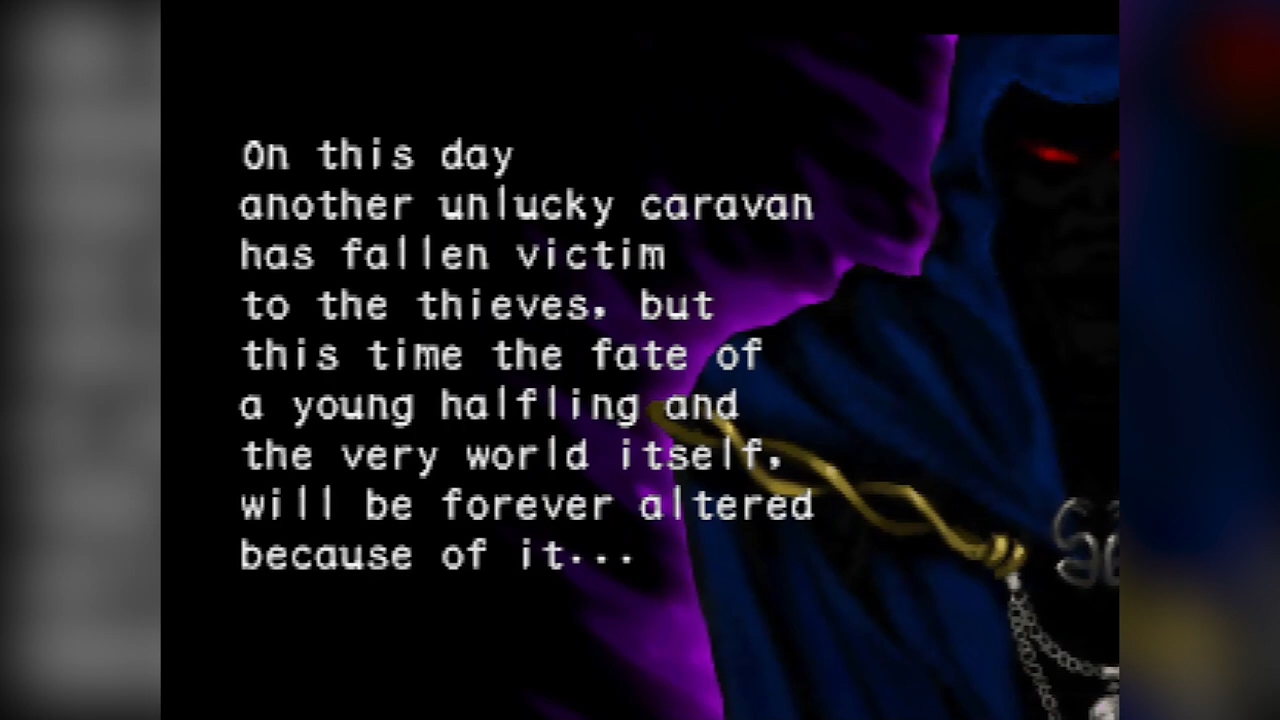 On this day
another unlucky caravan
has fallen victim
to the thieves. but
this time the fate of
a young halfling and
the very world itself,
will be forever altered
because of it...